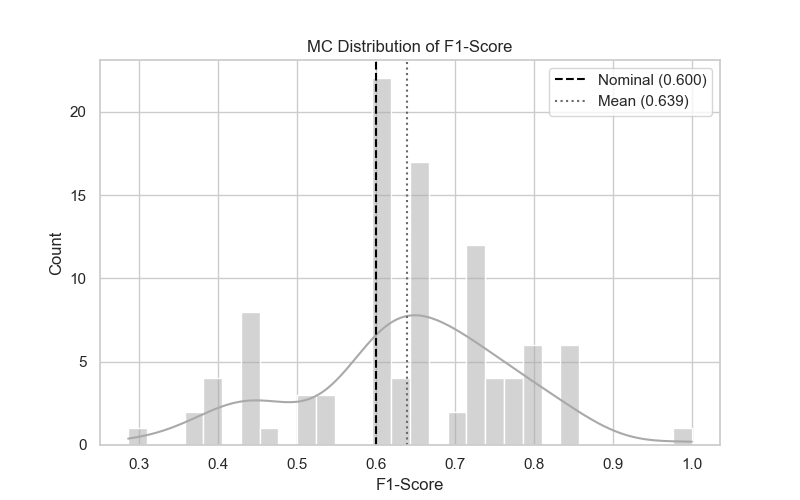 MC Distribution of F1-Score
Nominal (0.600)
Mean (0.639)
20
15
10
5
0
Count
0.3 0.4 0.5 0.6 0.7 0.8 0.9 1.0
F1-Score